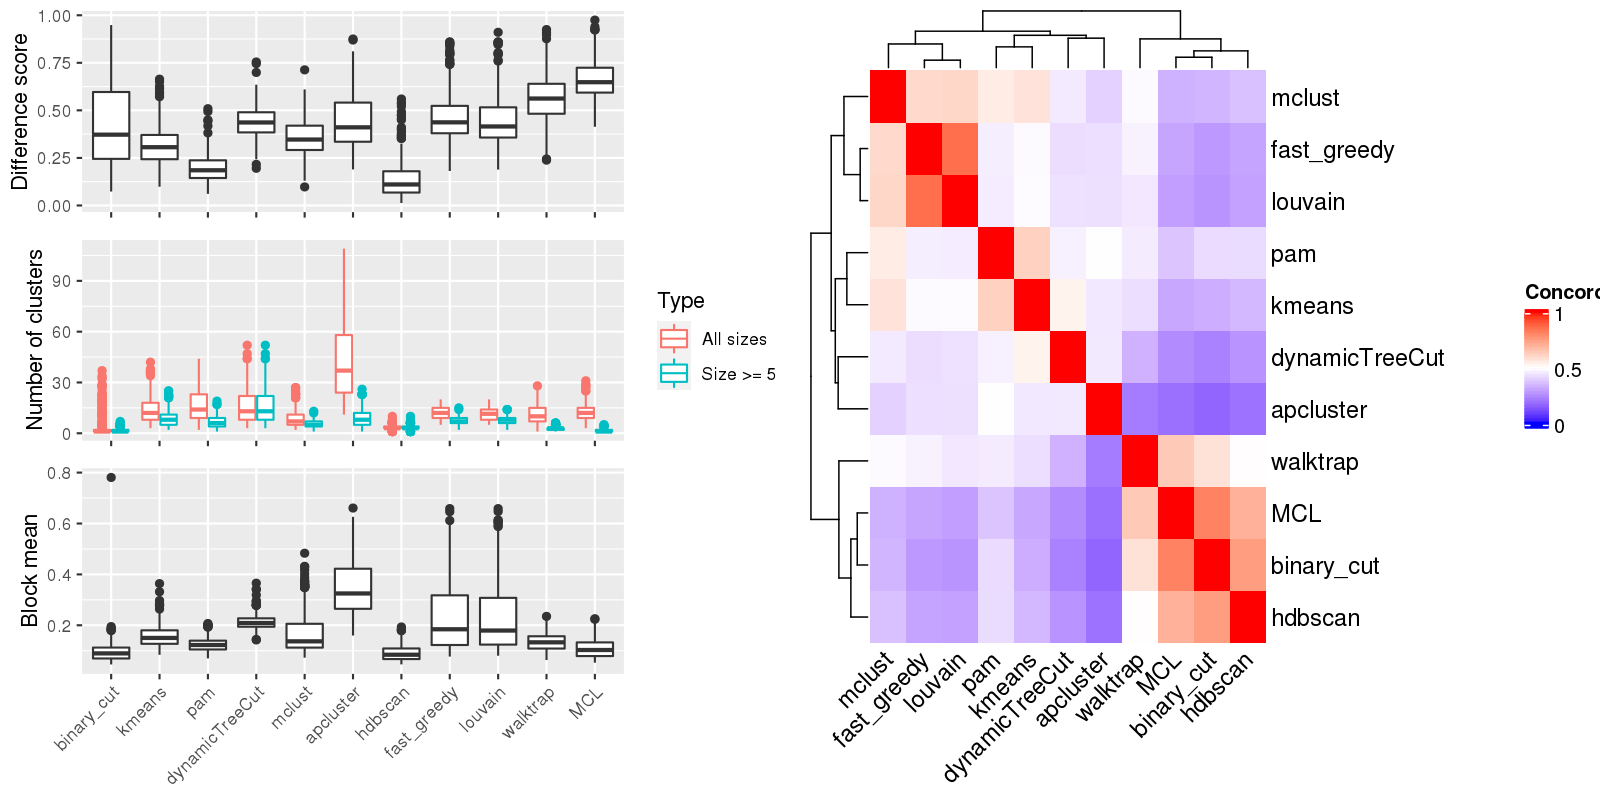 Difference score
1.00
0.75
0.50
0.25
0.00
Number of clusters
90
60
30
0
Block mean
0.8
0.6
0.4
0.2
binary_cut
kmeans
pam
dynamicTreeCut
mclust
apcluster
hdbscan
fast_greedy
louvain
walktrap
MCL
Type
All sizes
Size >= 5
mclust
fast_greedy
louvain
pam
kmeans
dynamicTreeCut
apcluster
walktrap
MCL
binary_cut
hdbscan
mclust
fast_greedy
louvain
pam
kmeans
dynamicTreeCut
apcluster
walktrap
MCL
binary_cut
hdbscan
Concord
1
0.5
0